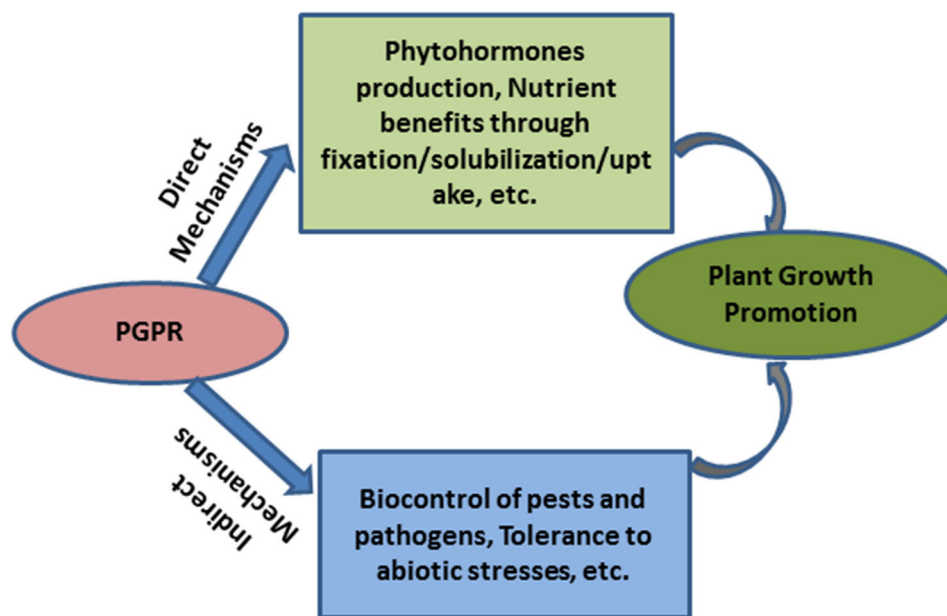 Phytohormones
production, Nutrient
benefits through
fixation/solubilization/upt
ake, etc.
Direct
Mechanisms
PGPR
Plant Growth
Promotion
Indirect
Mechanisms
Biocontrol of pests and
pathogens, Tolerance to
abiotic stresses, etc.